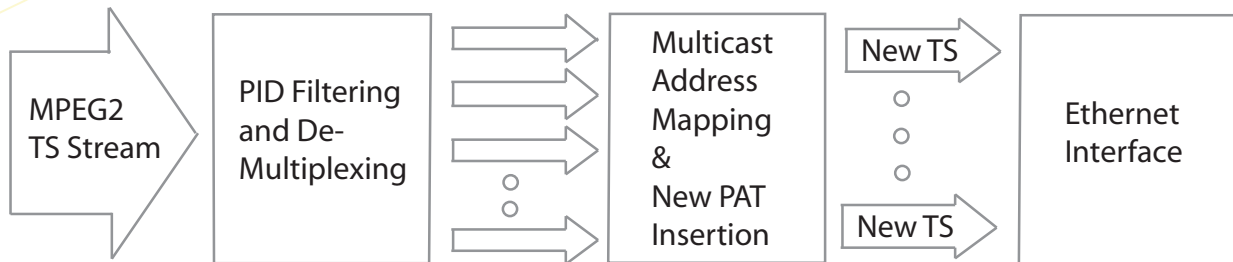 MPEG2
TS Stream
PID Filtering
and De-
Multiplexing
Multicast
Address
Mapping
&
New PAT
Insertion
New TS
New TS
Ethernet
Interface